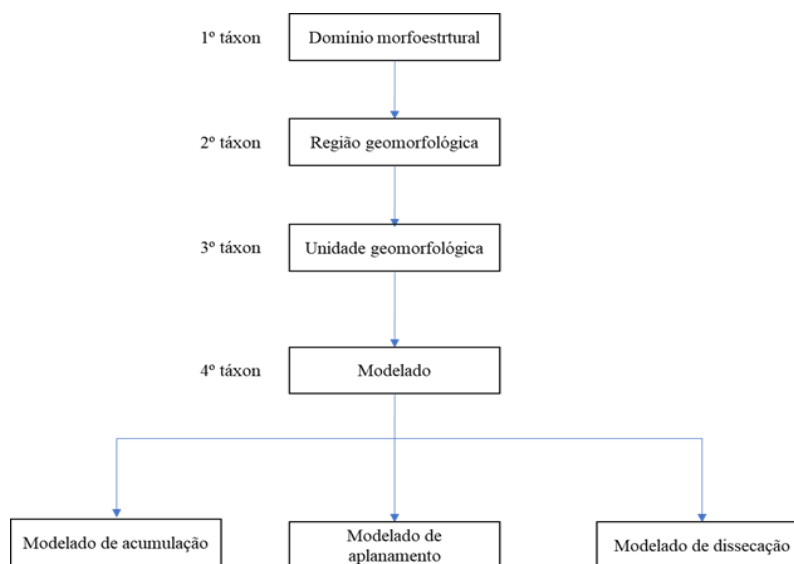 1º táxon
Domínio morfoestrtural
2º táxon
Região geomorfológica
3º táxon
Unidade geomorfológica
4º táxon
Modelado
Modelado de acumulação
Modelado de
aplanamento
Modelado de dissecação